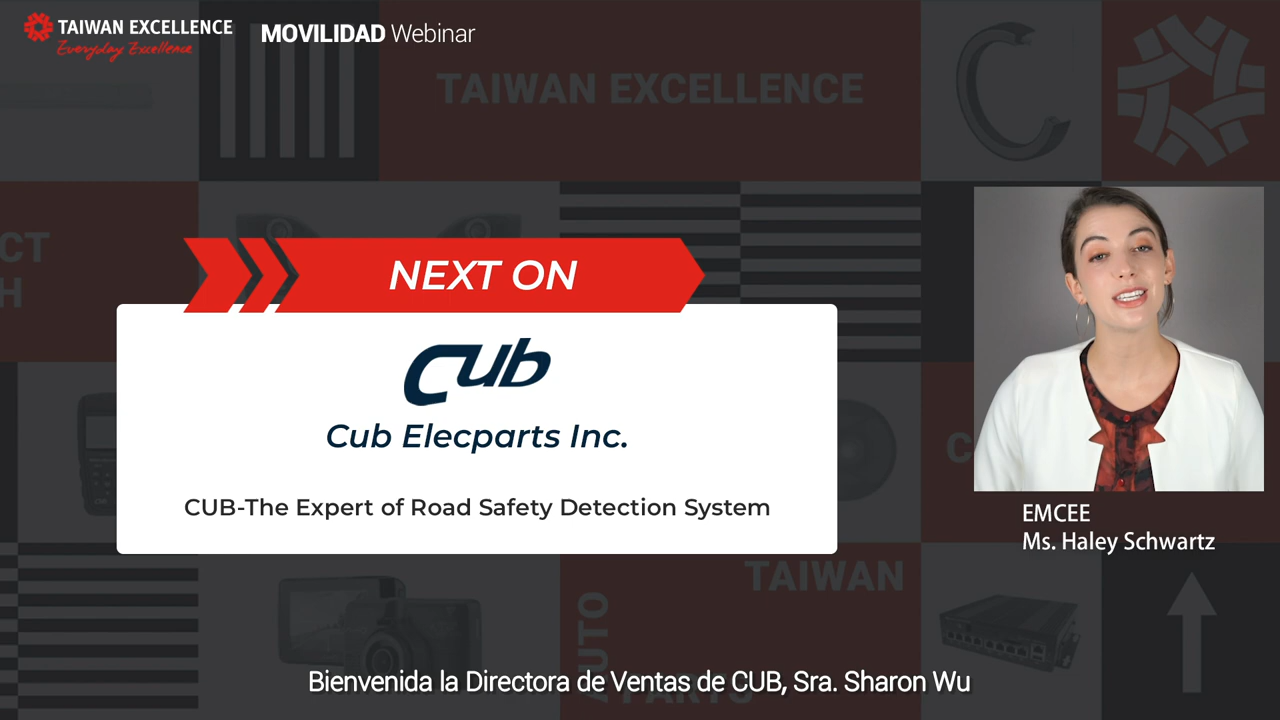 TAIWAN EXCELLENCE
Everyday Excellence
MOVILIDAD Webinar
TAIWAN EXCELLENCE
CT
H
NEXT ON
cub
Cub Elecparts Inc.
CUB-The Expert of Road Safety Detection System
C
EMCEE
Ms. Haley Schwartz
TAIWAN
AUTO
PARTS
Bienvenida la Directora de Ventas de CUB, Sra. Sharon Wu